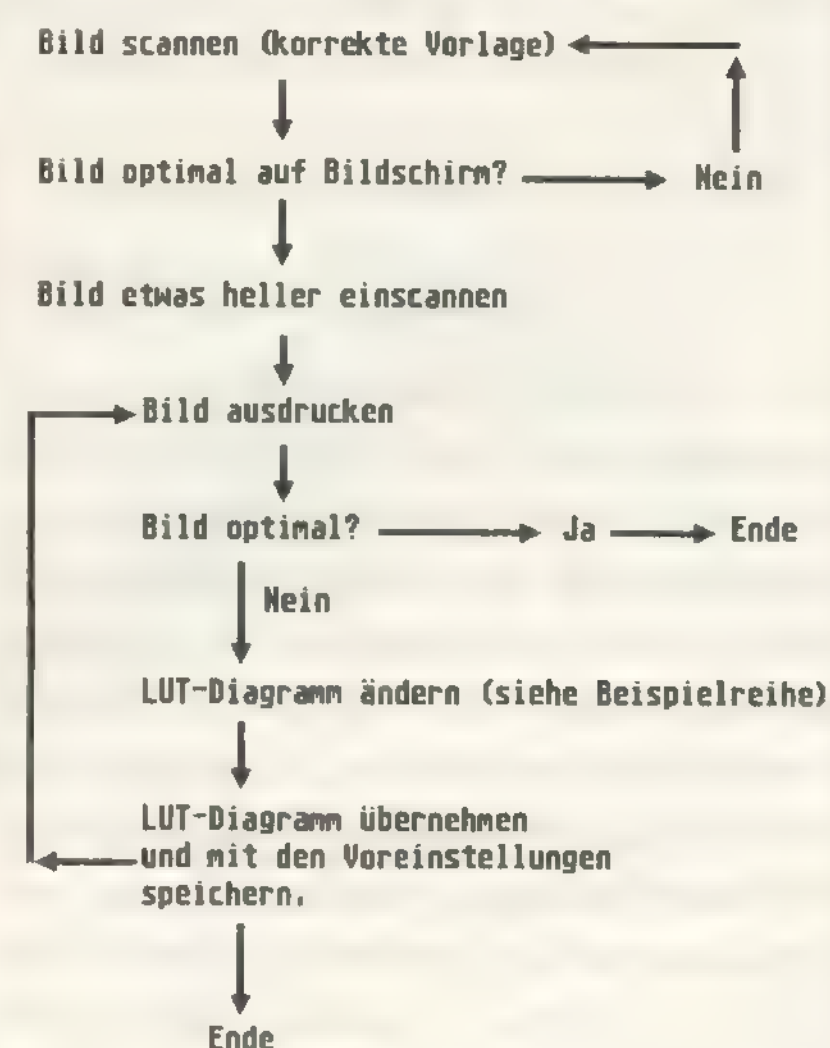 Bild scannen (korrekte Vorlage)
Bild optimal auf Bildschirm?
Nein
Bild etwas heller einscannen
Bild ausdrucken
Bild optimal?
Ja
Ende
Nein
LUT-Diagramm ändern (siehe Beispielreihe)
LUT-Diagramm übernehmen
und mit den Voreinstellungen
speichern.
Ende